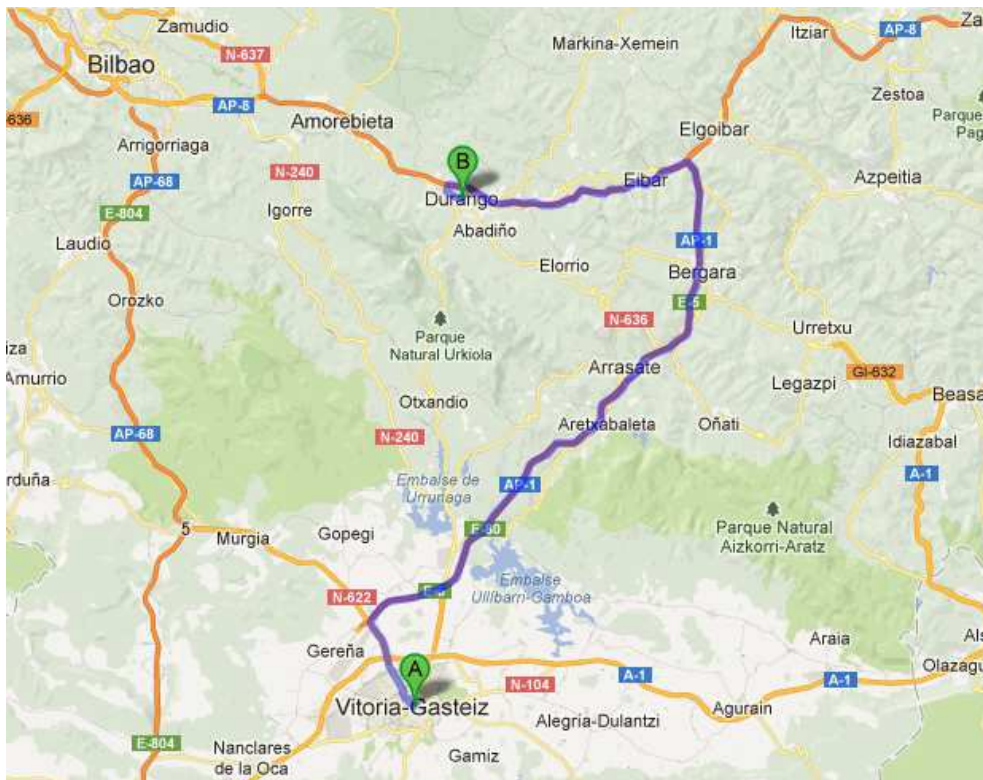 Zamudio
Itziar
AP-8
Za
Markina-Xemein
N-637
Bilbao
Zestoa
AP-8
Amorebieta
636
Parque
Pag
Elgoibar
Arrigorriaga
B
N-240
AP-68
Eibar
Azpeitia
Durango
Igorre
E-804
Abadiño
AP-1
Laudio
Elorrio
Bergara
Orozko
E-5
N-636
Parque
Natural Urkiola
Urretxu
iza
Arrasate
GI-632
Amurrio
Legazpi
Beasa
Otxandio
Aretxabaleta
Oñati
AP-68
N-240
Idiazabal
A-1
rduña
Embalse de
Urrunaga
AP-1
Parque Natural
Aizkorri-Aratz
5
Gopegi
Murgia
Embalse
Ullíbarri-Gamboa
N-622
Gereña
Araia
Als
A
Olazagu
A-1
A-1
N-104
Vitoria-Gasteiz
Agurain
Alegría-Dulantzi
E-804
Nanclares
de la Oca
Gamiz